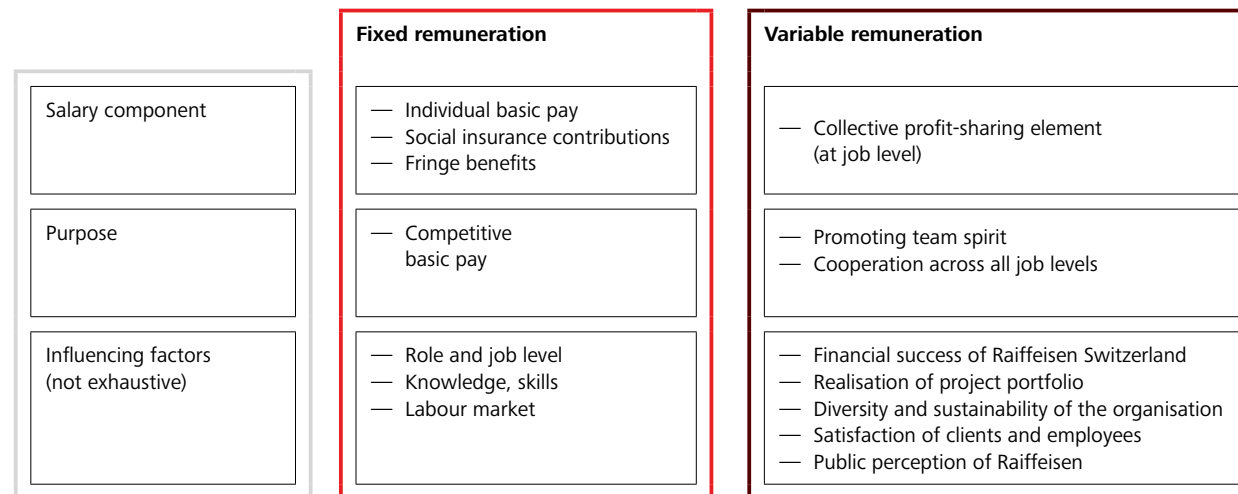 Fixed remuneration
Variable remuneration
Salary component
— Individual basic pay
— Social insurance contributions
— Fringe benefits
— Collective profit-sharing element
(at job level)
Purpose
— Competitive
basic pay
— Promoting team spirit
— Cooperation across all job levels
Influencing factors
(not exhaustive)
— Role and job level
— Knowledge, skills
— Labour market
— Financial success of Raiffeisen Switzerland
— Realisation of project portfolio
— Diversity and sustainability of the organisation
— Satisfaction of clients and employees
— Public perception of Raiffeisen